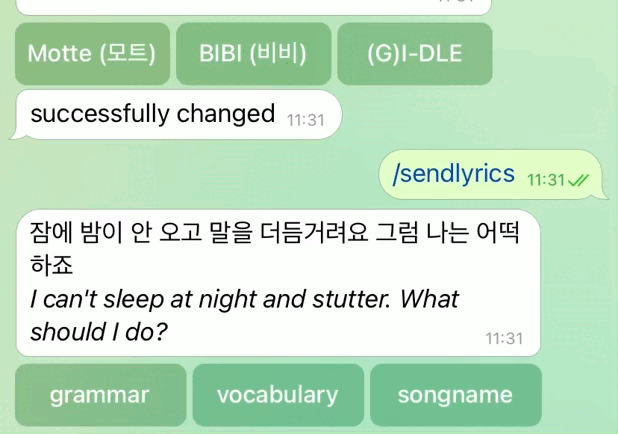 Motte (모트) BIBI (비비) (G)I-DLE
successfully changed 11:31
/sendlyrics 11:31
잠에 밤이 안 오고 말을 더듬거려요 그럼 나는 어떡
하죠
I can't sleep at night and stutter. What
should I do? 11:31
grammar vocabulary songname